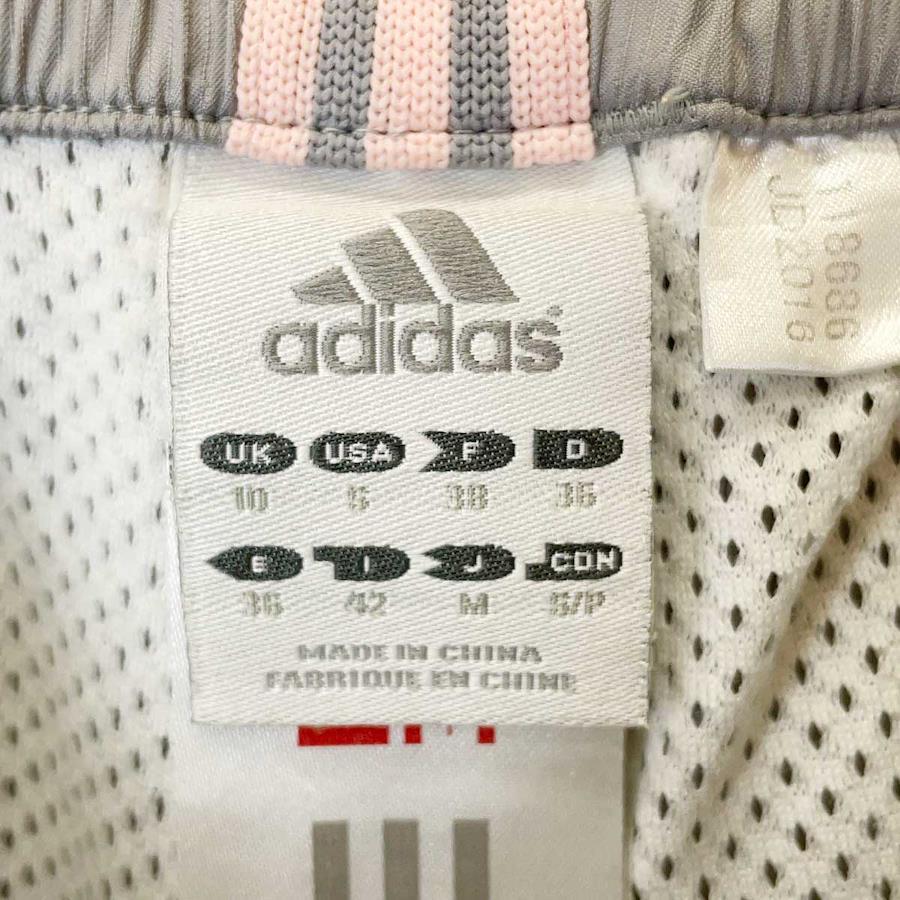 adidas®
UK USA F D
10 6 38 36
E I J CON
36 42 M S/P
MADE IN CHINA
FABRIQUE EN CHINE
118686
JD2016